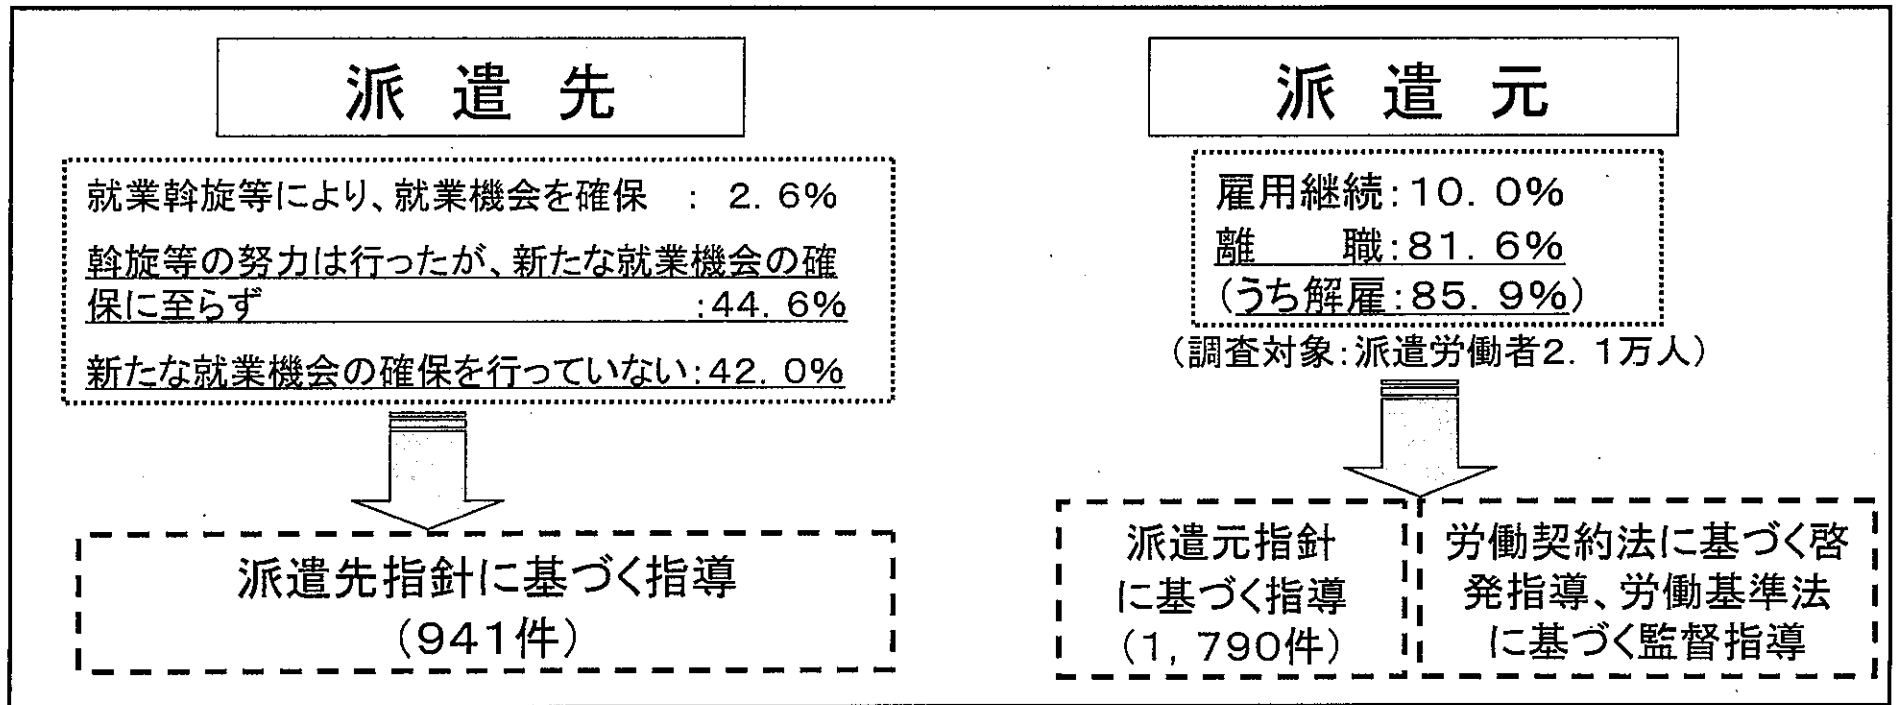 派遣先
就業斡旋等により、就業機会を確保 : 2.6%
斡旋等の努力は行ったが、新たな就業機会の確
保に至らず :44.6%
新たな就業機会の確保を行っていない:42.0%
派遣先指針に基づく指導
(941件)
派遣元
雇用継続:10.0%
離 職:81.6%
(うち解雇:85.9%)
(調査対象:派遣労働者2.1万人)
派遣元指針
に基づく指導
(1,790件)
労働契約法に基づく啓
発指導、労働基準法
に基づく監督指導